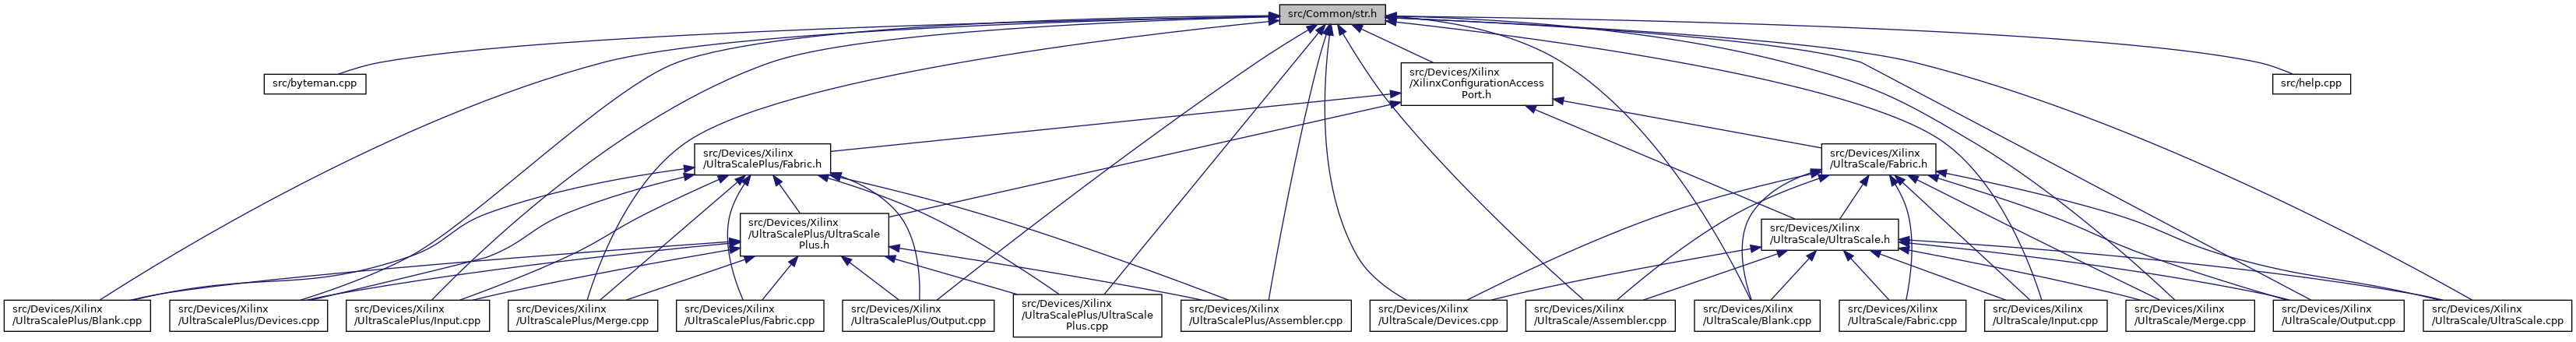 src/Common/str.h
src/byteman.cpp
src/Devices/Xilinx
/XilinxConfigurationAccess
Port.h
src/help.cpp
src/Devices/Xilinx
/UltraScalePlus/Fabric.h
src/Devices/Xilinx
/UltraScale/Fabric.h
src/Devices/Xilinx
/UltraScalePlus/UltraScale
Plus.h
src/Devices/Xilinx
/UltraScale/UltraScale.h
src/Devices/Xilinx
/UltraScalePlus/Blank.cpp
src/Devices/Xilinx
/UltraScalePlus/Devices.cpp
src/Devices/Xilinx
/UltraScalePlus/Input.cpp
src/Devices/Xilinx
/UltraScalePlus/Merge.cpp
src/Devices/Xilinx
/UltraScalePlus/Fabric.cpp
src/Devices/Xilinx
/UltraScalePlus/Output.cpp
src/Devices/Xilinx
/UltraScalePlus/UltraScale
Plus.cpp
src/Devices/Xilinx
/UltraScalePlus/Assembler.cpp
src/Devices/Xilinx
/UltraScale/Devices.cpp
src/Devices/Xilinx
/UltraScale/Assembler.cpp
src/Devices/Xilinx
/UltraScale/Blank.cpp
src/Devices/Xilinx
/UltraScale/Fabric.cpp
src/Devices/Xilinx
/UltraScale/Input.cpp
src/Devices/Xilinx
/UltraScale/Merge.cpp
src/Devices/Xilinx
/UltraScale/Output.cpp
src/Devices/Xilinx
/UltraScale/UltraScale.cpp